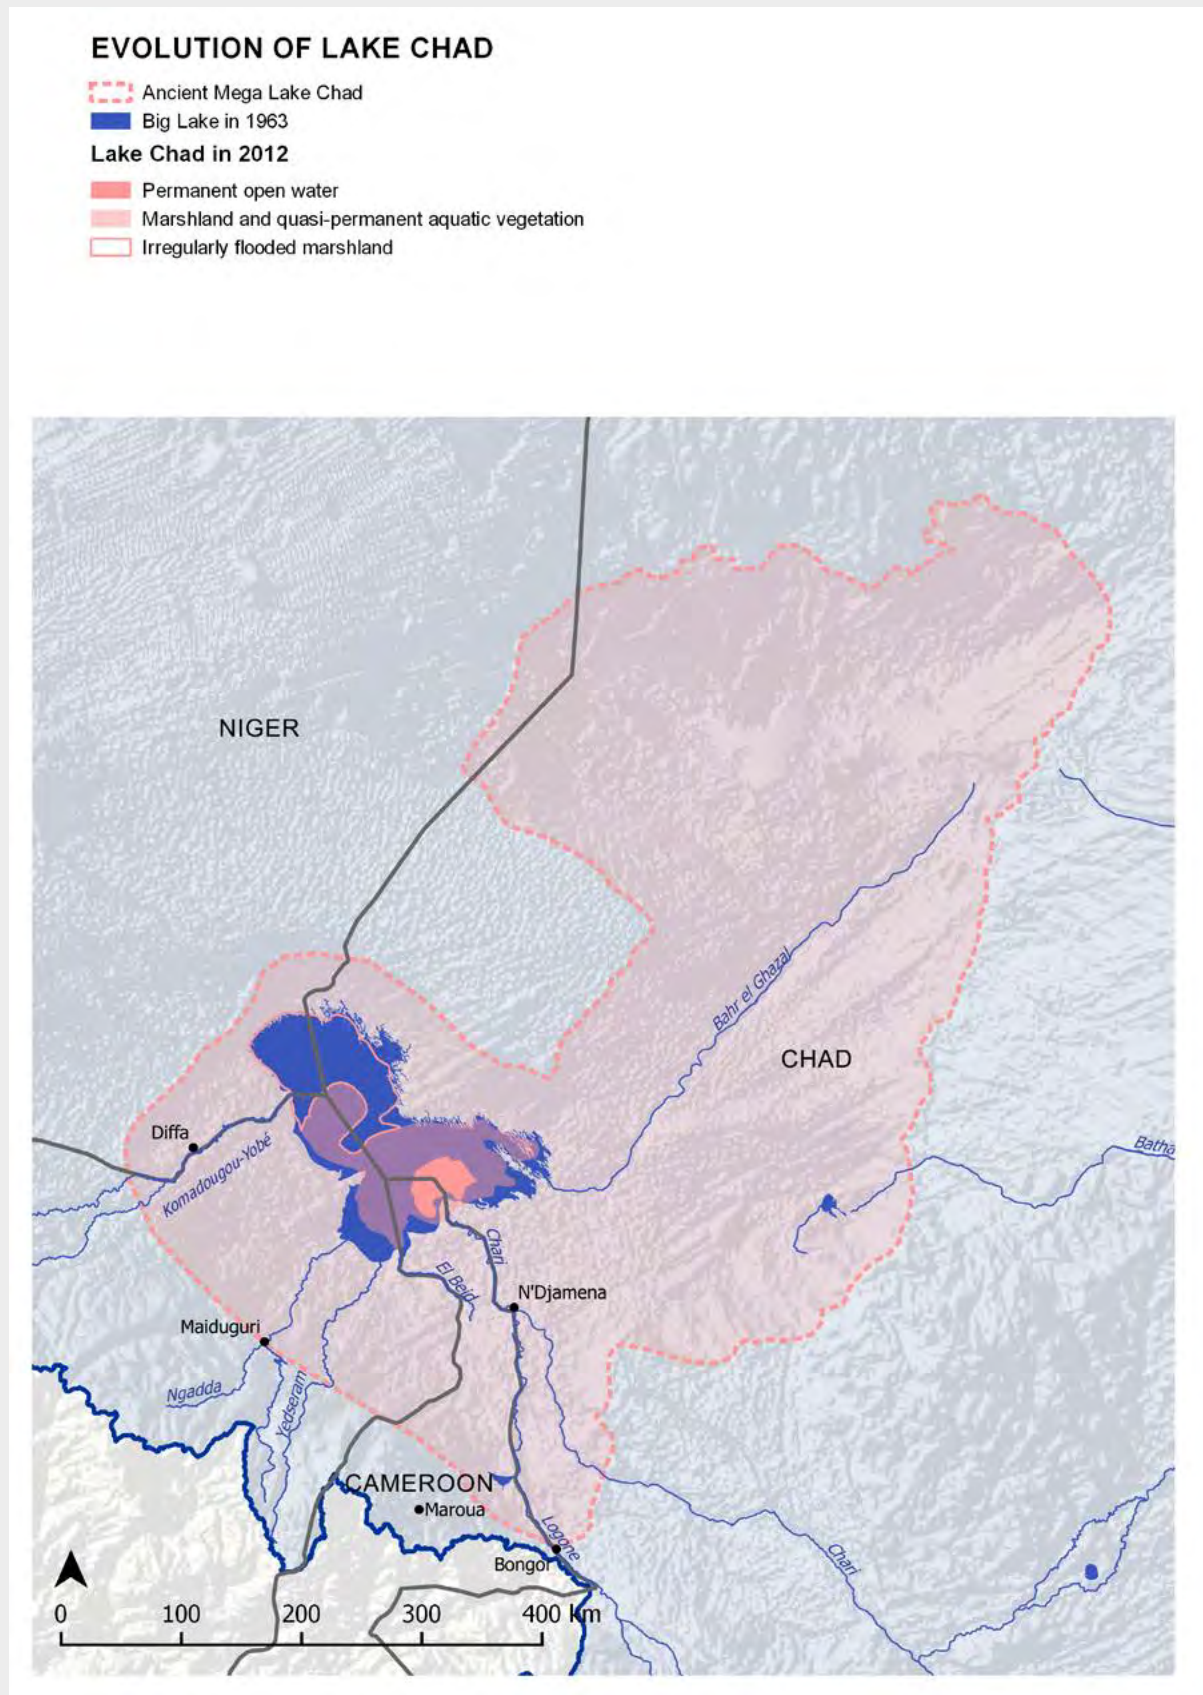 EVOLUTION OF LAKE CHAD
Ancient Mega Lake Chad
Big Lake in 1963
Lake Chad in 2012
Permanent open water
Marshland and quasi-permanent aquatic vegetation
Irregularly flooded marshland
NIGER
Bahr el Ghazal
CHAD
Diffa
Komadougou-Yobé
Batha
Chari
El Beid
N'Djamena
Maiduguri
Ngadda
Yedseram
CAMEROON
Maroua
Logone
Bongor
Chari
0 100 200 300 400 km